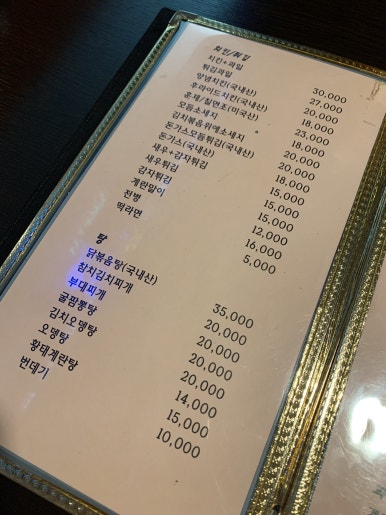 치킨/튀김
치킨+과일 30,000
튀김과일 27,000
양념치킨(국내산) 20,000
후라이드치킨(국내산) 18,000
훈제/칠면조(미국산) 23,000
모듬소세지 18,000
김치볶음위에소세지 20,000
돈가스모듬튀김(국내산) 20,000
돈가스(국내산) 18,000
새우+감자튀김 15,000
새우튀김 15,000
감자튀김 15,000
계란말이 12,000
찬병 16,000
떡라면 5,000
탕
닭볶음탕(국내산) 35,000
참치김치찌개 20,000
부대찌개 20,000
굴짬뽕탕 20,000
김치오뎅탕 20,000
오뎅탕 14,000
황태계란탕 15,000
번데기 10,000